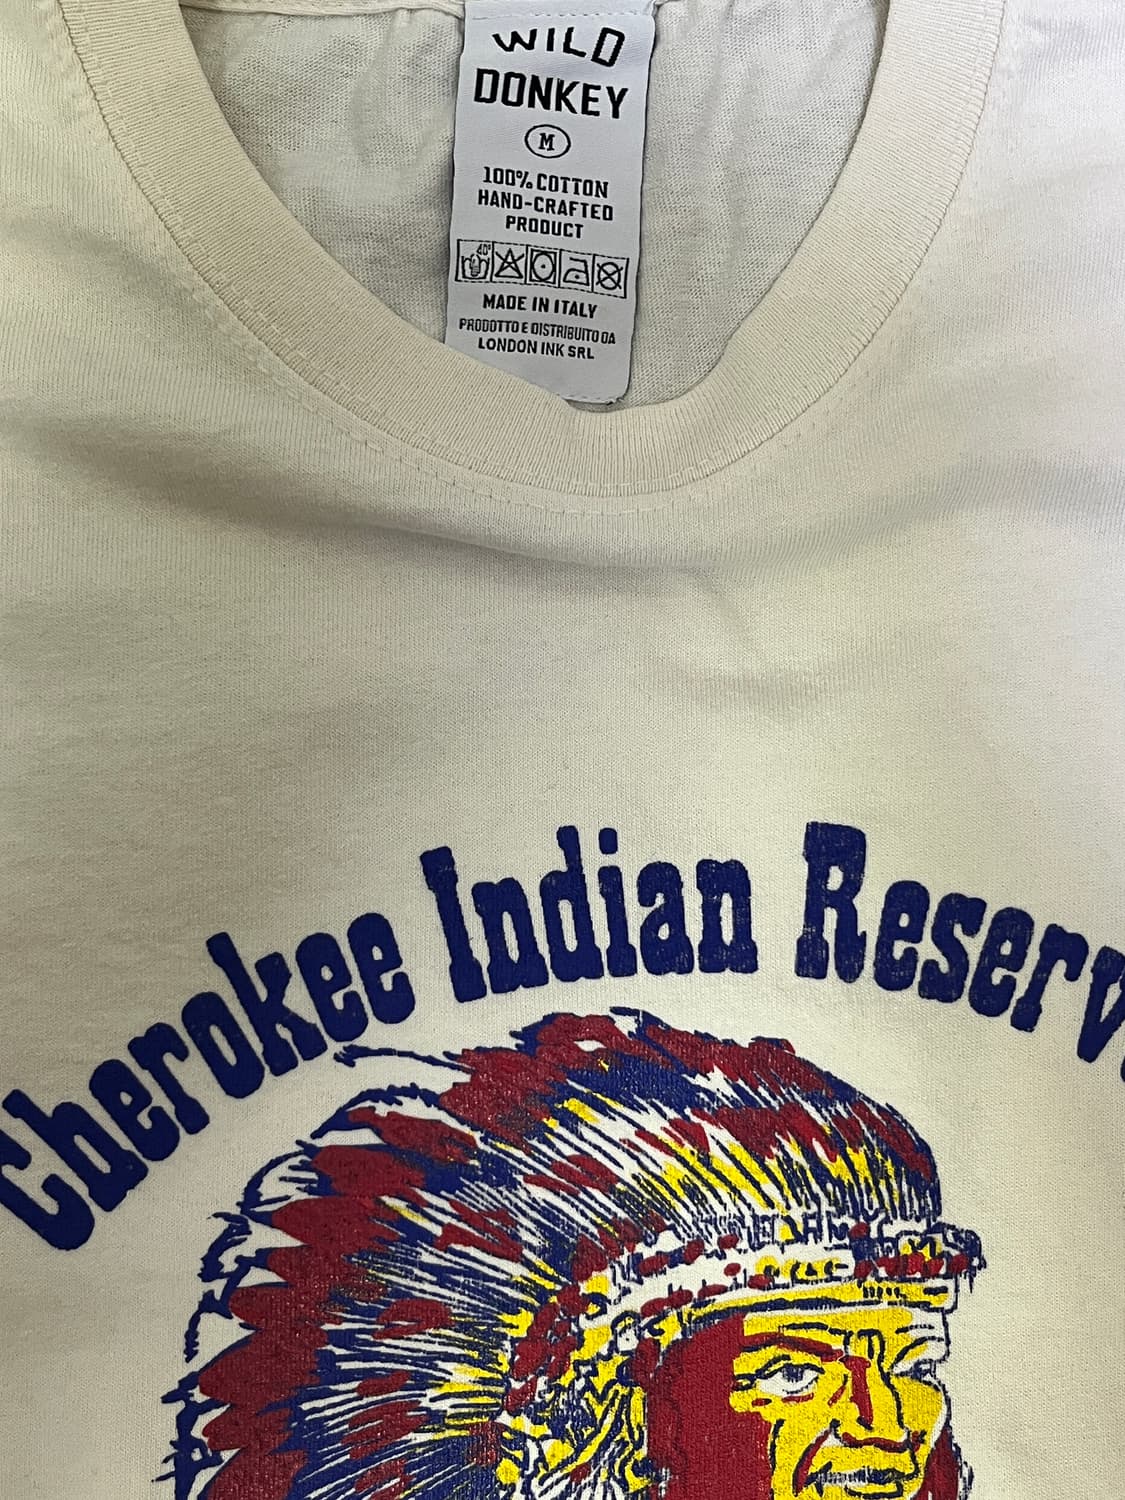 WILD
DONKEY
M
100% COTTON
HAND-CRAFTED
PRODUCT
40°
MADE IN ITALY
PRODOTTO E DISTRIBUITO DA
LONDON INK SRL
Cherokee Indian Reserv